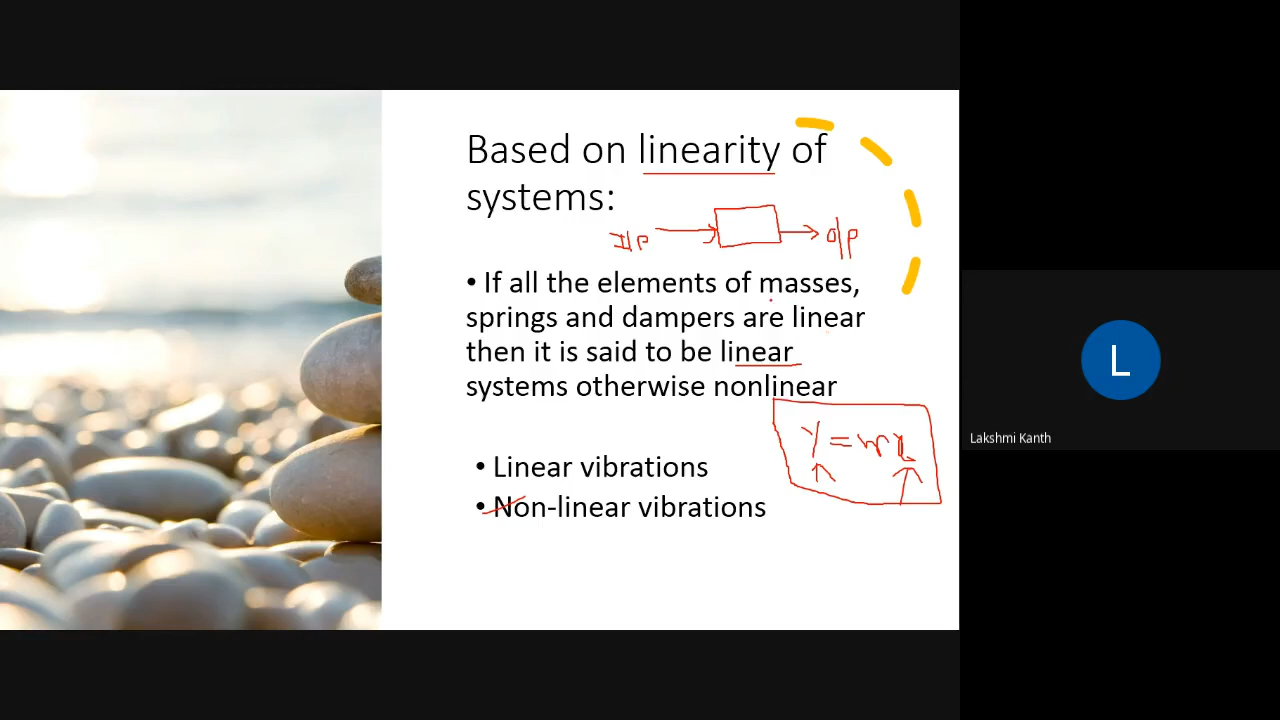 Based on linearity of
systems:
I/P
O/P
• If all the elements of masses,
springs and dampers are linear
then it is said to be linear
systems otherwise nonlinear
Y = mx
• Linear vibrations
• Non-linear vibrations
L
Lakshmi Kanth